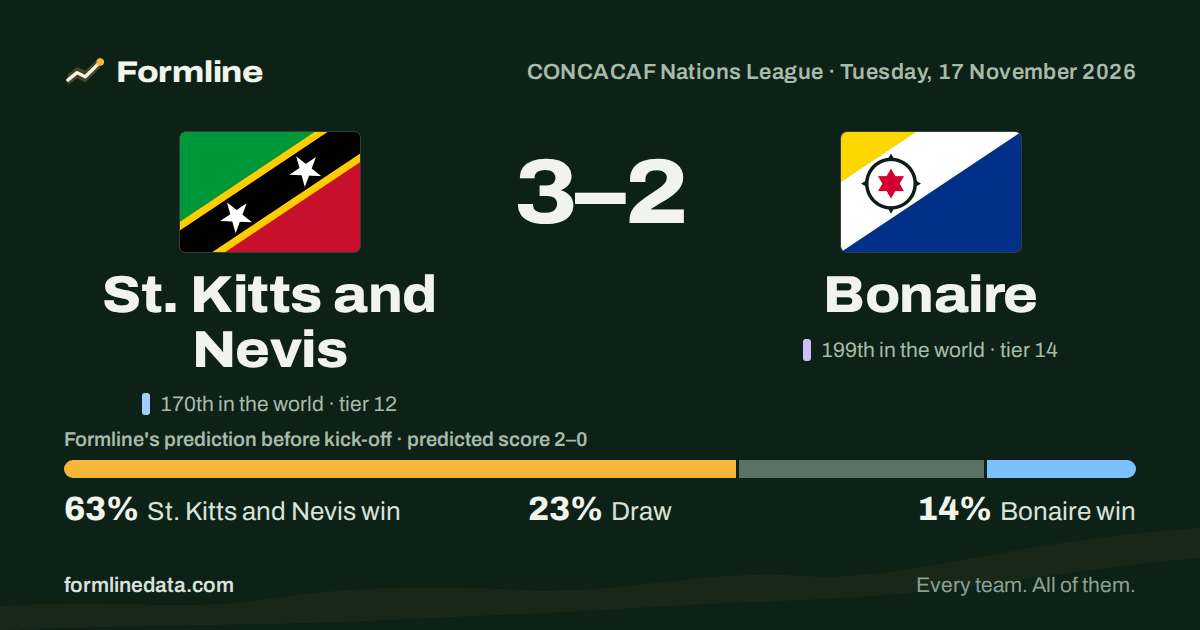 Formline
CONCACAF Nations League · Tuesday, 17 November 2026
3–2
St. Kitts and
Nevis
170th in the world · tier 12
Bonaire
199th in the world · tier 14
Formline's prediction before kick-off · predicted score 2–0
63% St. Kitts and Nevis win
23% Draw
14% Bonaire win
formlinedata.com
Every team. All of them.